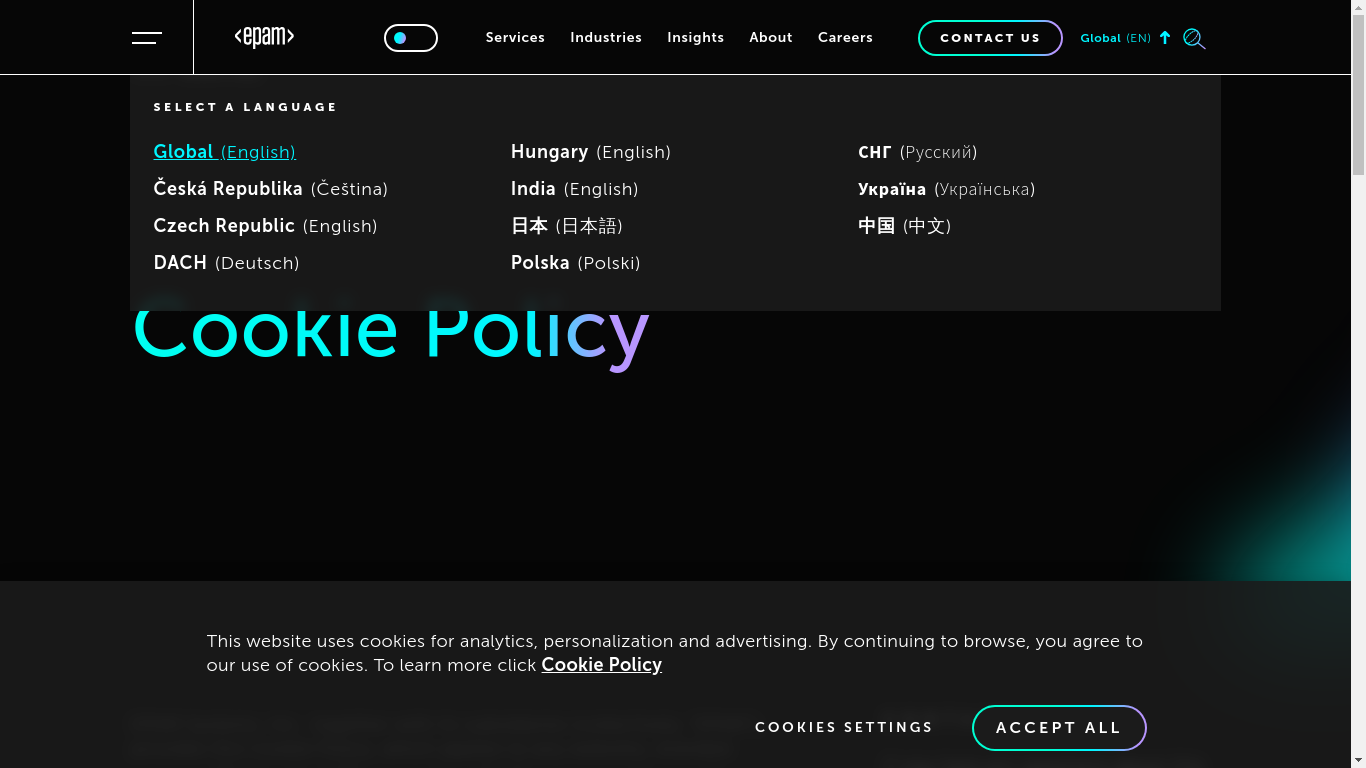 <epam>
Services
Industries
Insights
About
Careers
CONTACT US
Global (EN)
SELECT A LANGUAGE
Global (English)
Česká Republika (Čeština)
Czech Republic (English)
DACH (Deutsch)
Hungary (English)
India (English)
日本 (日本語)
Polska (Polski)
СНГ (Русский)
Україна (Українська)
中国 (中文)
Cookie Policy
This website uses cookies for analytics, personalization and advertising. By continuing to browse, you agree to
our use of cookies. To learn more click Cookie Policy
COOKIES SETTINGS
ACCEPT ALL